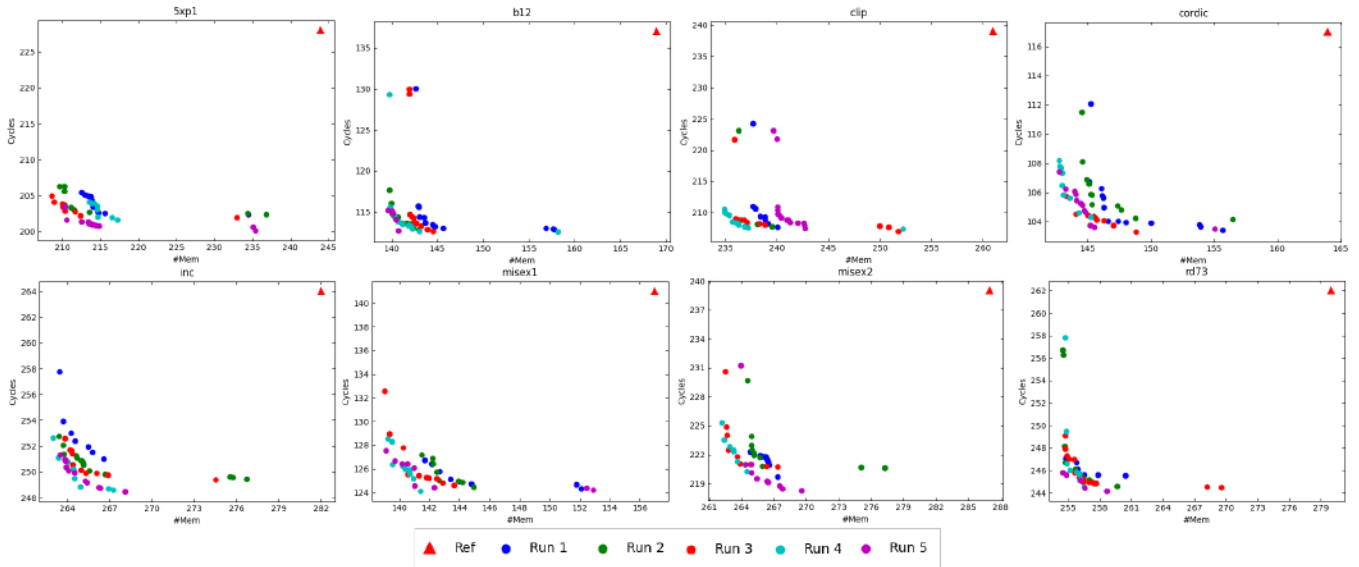 5xp1
225
220
215
210
205
200
Cycles
210 215 220 225 230 235 240 245
#Mem
b12
135
130
125
120
115
Cycles
140 145 150 155 160 165 170
#Mem
clip
240
235
230
225
220
215
210
Cycles
235 240 245 250 255 260
#Mem
cordic
116
114
112
110
108
106
104
Cycles
145 150 155 160 165
#Mem
inc
264
262
260
258
256
254
252
250
248
Cycles
264 267 270 273 276 279 282
#Mem
misex1
140
138
136
134
132
130
128
126
124
Cycles
140 142 144 146 148 150 152 154 156
#Mem
misex2
240
237
234
231
228
225
222
219
Cycles
261 264 267 270 273 276 279 282 285 288
#Mem
rd73
262
260
258
256
254
252
250
248
246
244
Cycles
255 258 261 264 267 270 273 276 279
#Mem
Ref Run 1 Run 2 Run 3 Run 4 Run 5